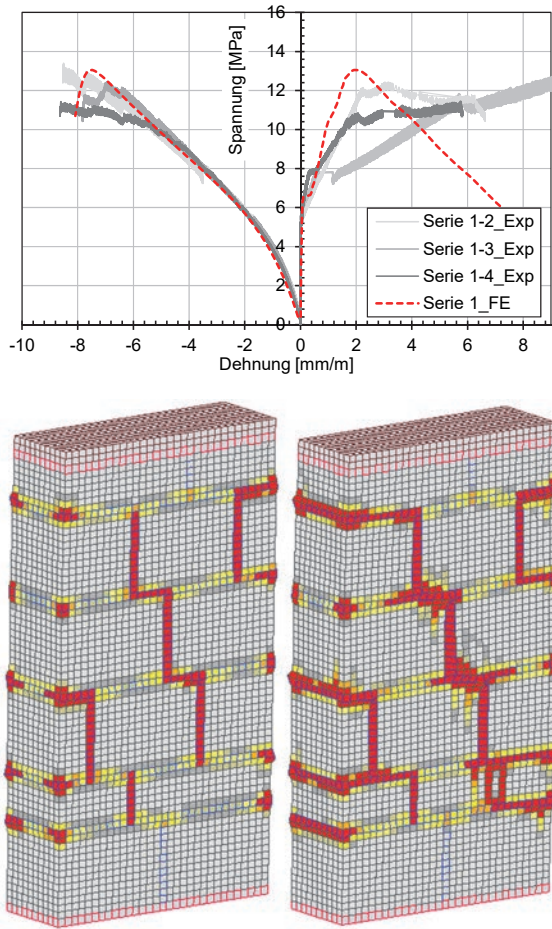 16
14
12
10
8
6
4
2
0
Spannung [MPa]
Serie 1-2_Exp
Serie 1-3_Exp
Serie 1-4_Exp
Serie 1_FE
-10 -8 -6 -4 -2 0 2 4 6 8
Dehnung [mm/m]